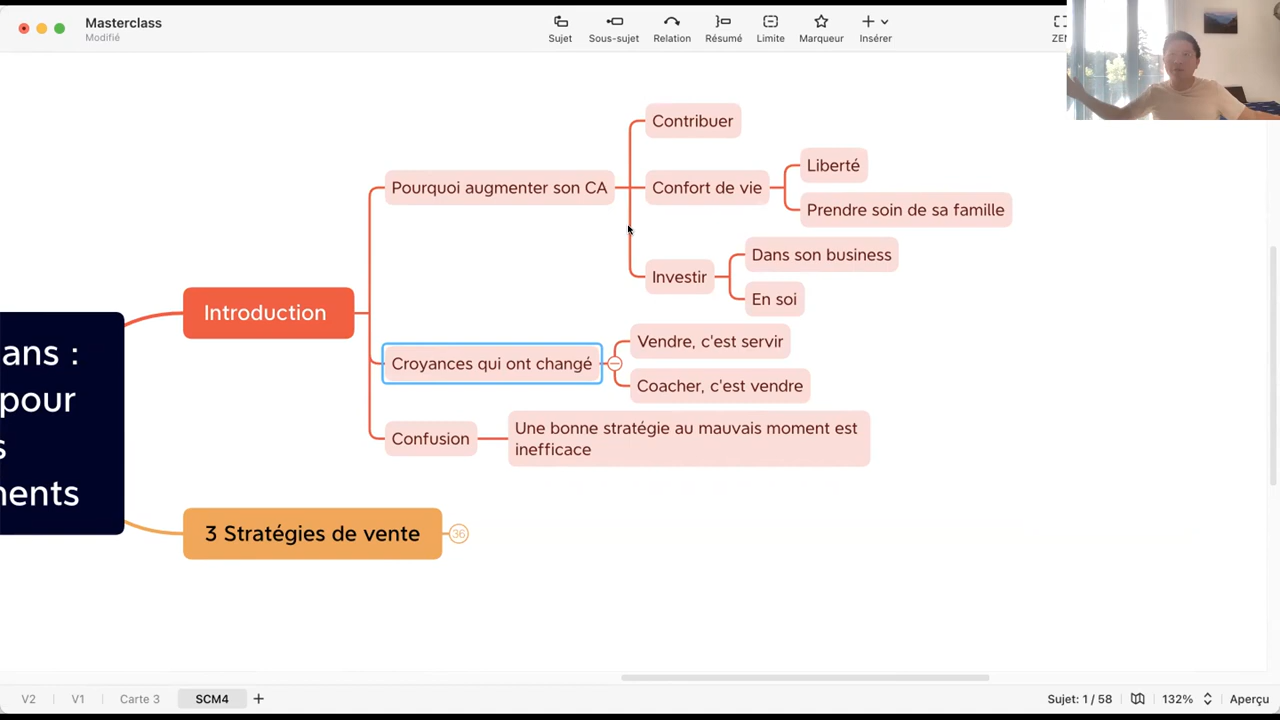 Masterclass
Modifié
Sujet
Sous-sujet
Relation
Résumé
Limite
Marqueur
Insérer
ZEN
Contribuer
Pourquoi augmenter son CA
Confort de vie
Liberté
Prendre soin de sa famille
Investir
Dans son business
En soi
Introduction
Croyances qui ont changé
Vendre, c'est servir
Coacher, c'est vendre
Confusion
Une bonne stratégie au mauvais moment est
inefficace
ans :
pour
s
ments
3 Stratégies de vente
36
V2
V1
Carte 3
SCM4
Sujet: 1 / 58
132%
Aperçu